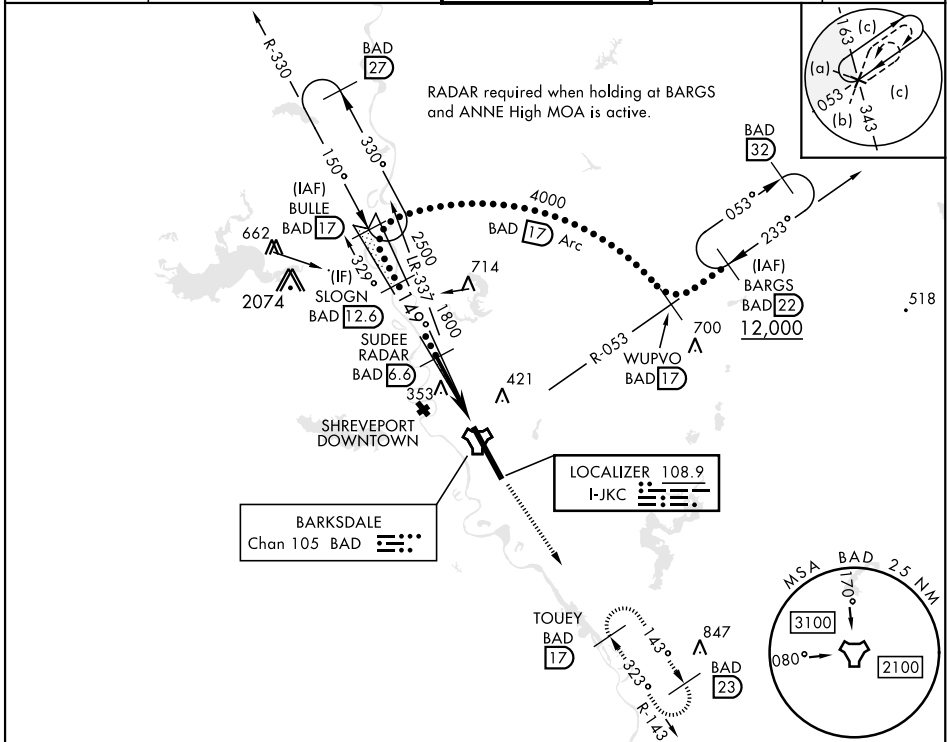 R-330
BAD
27
RADAR required when holding at BARGS
and ANNE High MOA is active.
163
(c)
(a)
(c)
053
(b)
343
150°
330°
BAD
32
053°
233°
(IAF)
BULLE
BAD 17
4000
BAD 17 Arc
662
329°
2500
LR-337
(IF)
SLOGN
BAD 12.6
2074
714
149°
1800
(IAF)
BARGS
BAD 22
12,000
518
SUDEE
RADAR
BAD 6.6
R-053
700
WUPVO
BAD 17
353
421
SHREVEPORT
DOWNTOWN
LOCALIZER 108.9
I-JKC
BARKSDALE
Chan 105 BAD
TOUEY
BAD
17
143°
323°
847
BAD
23
R-143
MSA BAD 25 NM
170°
3100
080°
2100